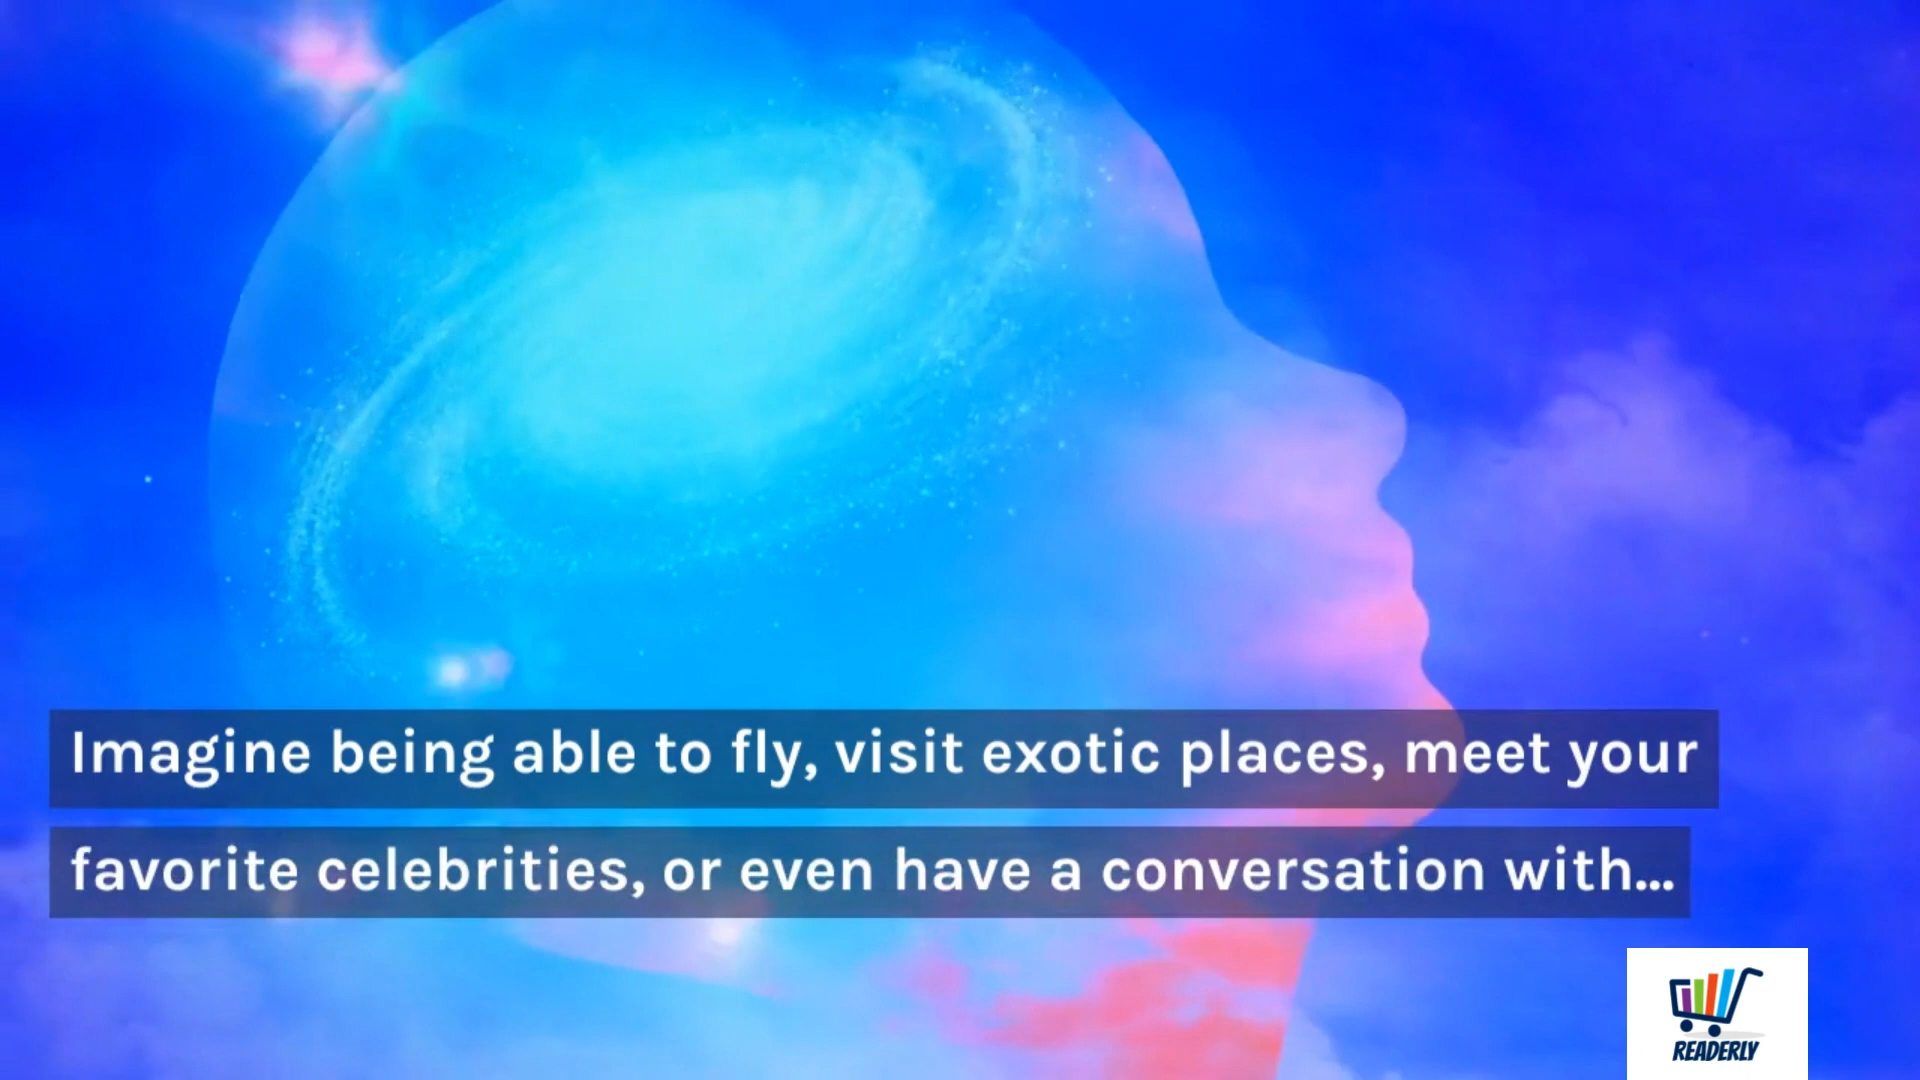 Imagine being able to fly, visit exotic places, meet your
favorite celebrities, or even have a conversation with...
READERLY